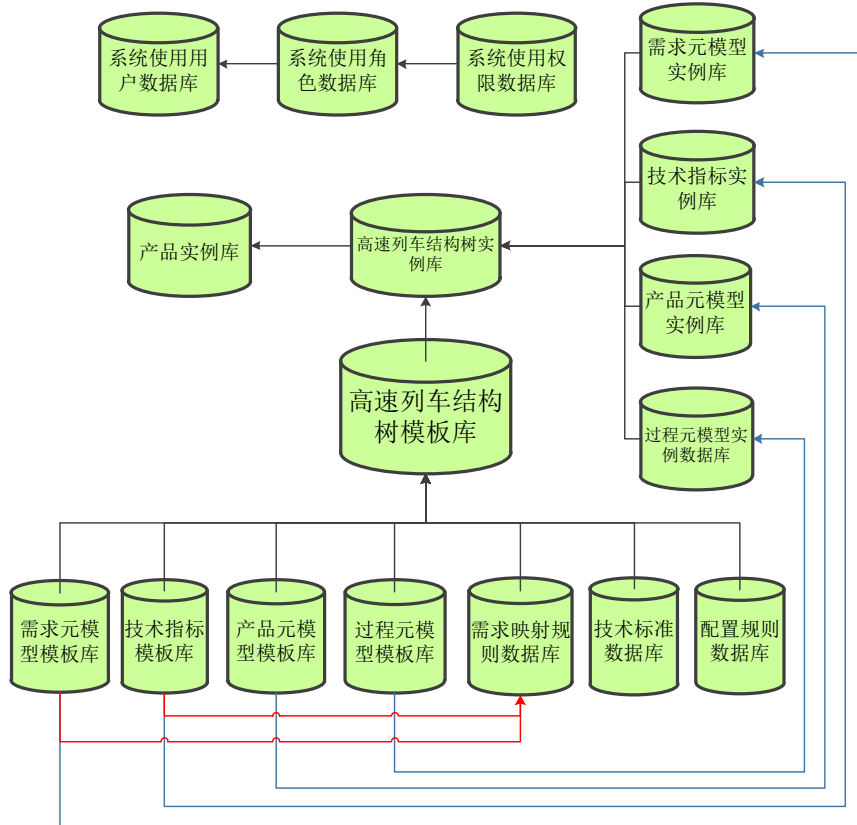 系统使用用
户数据库
系统使用角
色数据库
系统使用权
限数据库
需求元模型
实例库
技术指标实
例库
产品实例库
高速列车结构树实
例库
产品元模型
实例库
高速列车结构
树模板库
过程元模型实
例数据库
需求元模
型模板库
技术指标
模板库
产品元模
型模板库
过程元模
型模板库
需求映射规
则数据库
技术标准
数据库
配置规则
数据库